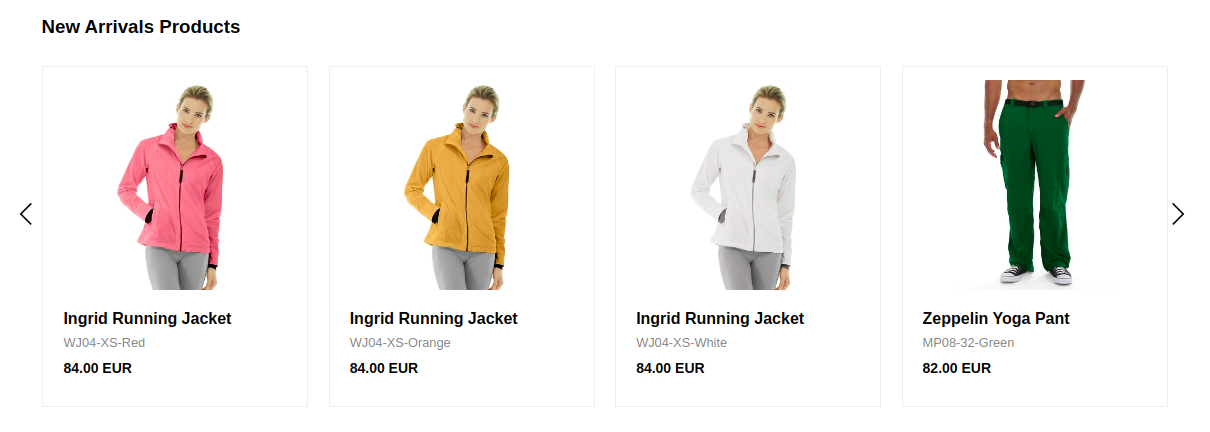 New Arrivals Products
Ingrid Running Jacket
WJ04-XS-Red
84.00 EUR
Ingrid Running Jacket
WJ04-XS-Orange
84.00 EUR
Ingrid Running Jacket
WJ04-XS-White
84.00 EUR
Zeppelin Yoga Pant
MP08-32-Green
82.00 EUR